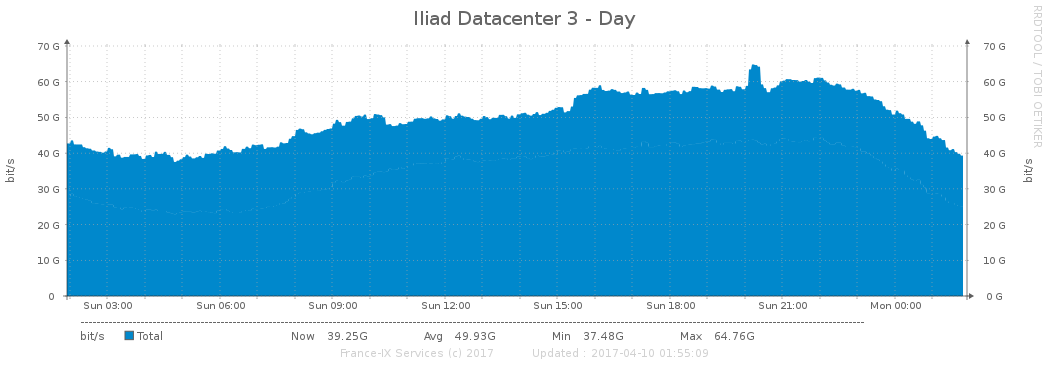 Iliad Datacenter 3 - Day
RRDTOOL / TOBI OETIKER
70 G 70 G
60 G 60 G
50 G 50 G
40 G 40 G
30 G 30 G
20 G 20 G
10 G 10 G
0 0 G
bit/s bit/s
Sun 03:00 Sun 06:00 Sun 09:00 Sun 12:00 Sun 15:00 Sun 18:00 Sun 21:00 Mon 00:00
bit/s Total Now 39.25G Avg 49.93G Min 37.48G Max 64.76G
France-IX Services (c) 2017 Updated : 2017-04-10 01:55:09